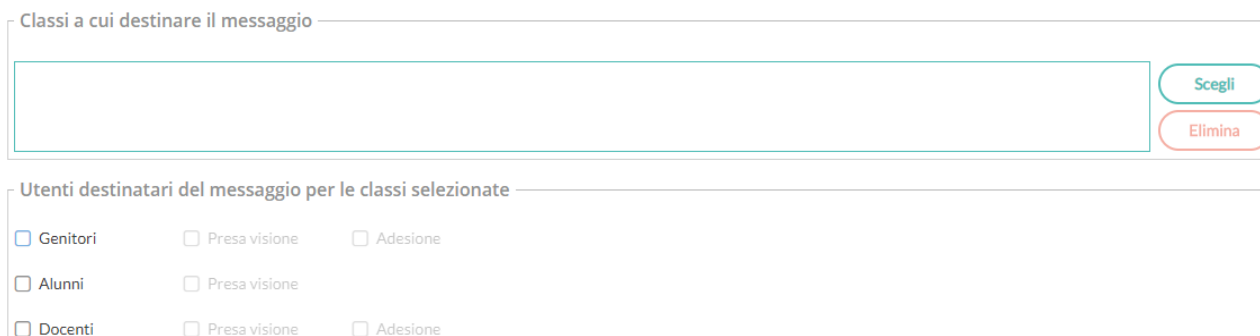 Classi a cui destinare il messaggio
Scegli
Elimina
Utenti destinatari del messaggio per le classi selezionate
Genitori Presa visione Adesione
Alunni Presa visione
Docenti Presa visione Adesione